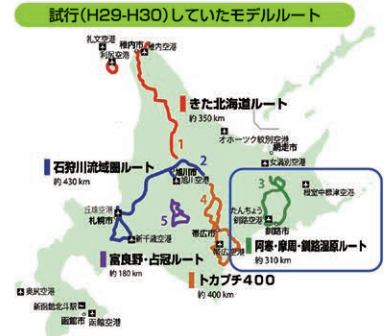 試行(H29-H30)していたモデルルート
礼文空港
稚内市
稚内空港
利尻空港
きた北海道ルート
約350 km
1
オホーツク紋別空港
網走市
女満別空港
石狩川流域圏ルート
約430 km
2
旭川市
旭川空港
3
根室中標津空港
たんちょう
釧路空港
釧路市
丘珠空港
札幌市
4
5
帯広市
新千歳空港
帯広空港
阿寒・摩周・釧路湿原ルート
約310 km
富良野・占冠ルート
約180 km
トカプチ400
約400 km
奥尻空港
新函館北斗駅
函館市
函館空港